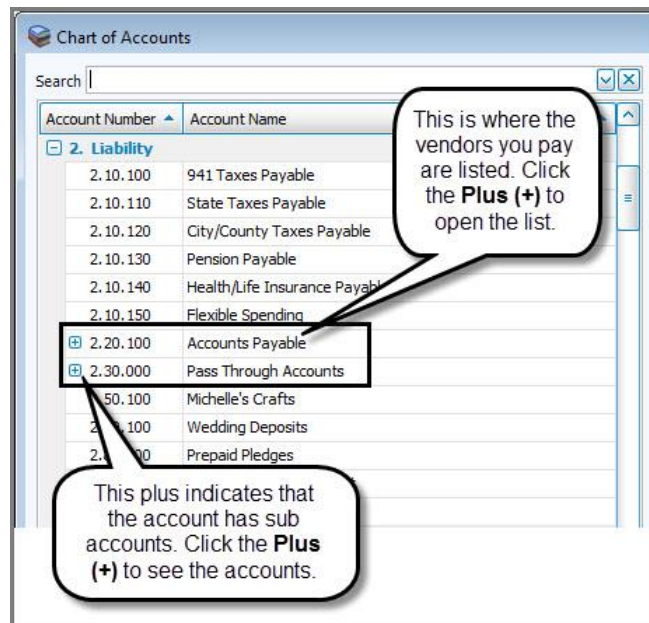 Chart of Accounts
Search
Account Number Account Name
This is where the
vendors you pay
are listed. Click
the Plus (+) to
open the list.
2. Liability
2.10.100 941 Taxes Payable
2.10.110 State Taxes Payable
2.10.120 City/County Taxes Payable
2.10.130 Pension Payable
2.10.140 Health/Life Insurance
2.10.150 Flexible Spending
2.20.100 Accounts Payable
2.30.000 Pass Through Accounts
50.100 Michelle's Crafts
100 Wedding Deposits
Prepaid Pledges
This plus indicates that
the account has sub
accounts. Click the Plus
(+) to see the accounts.